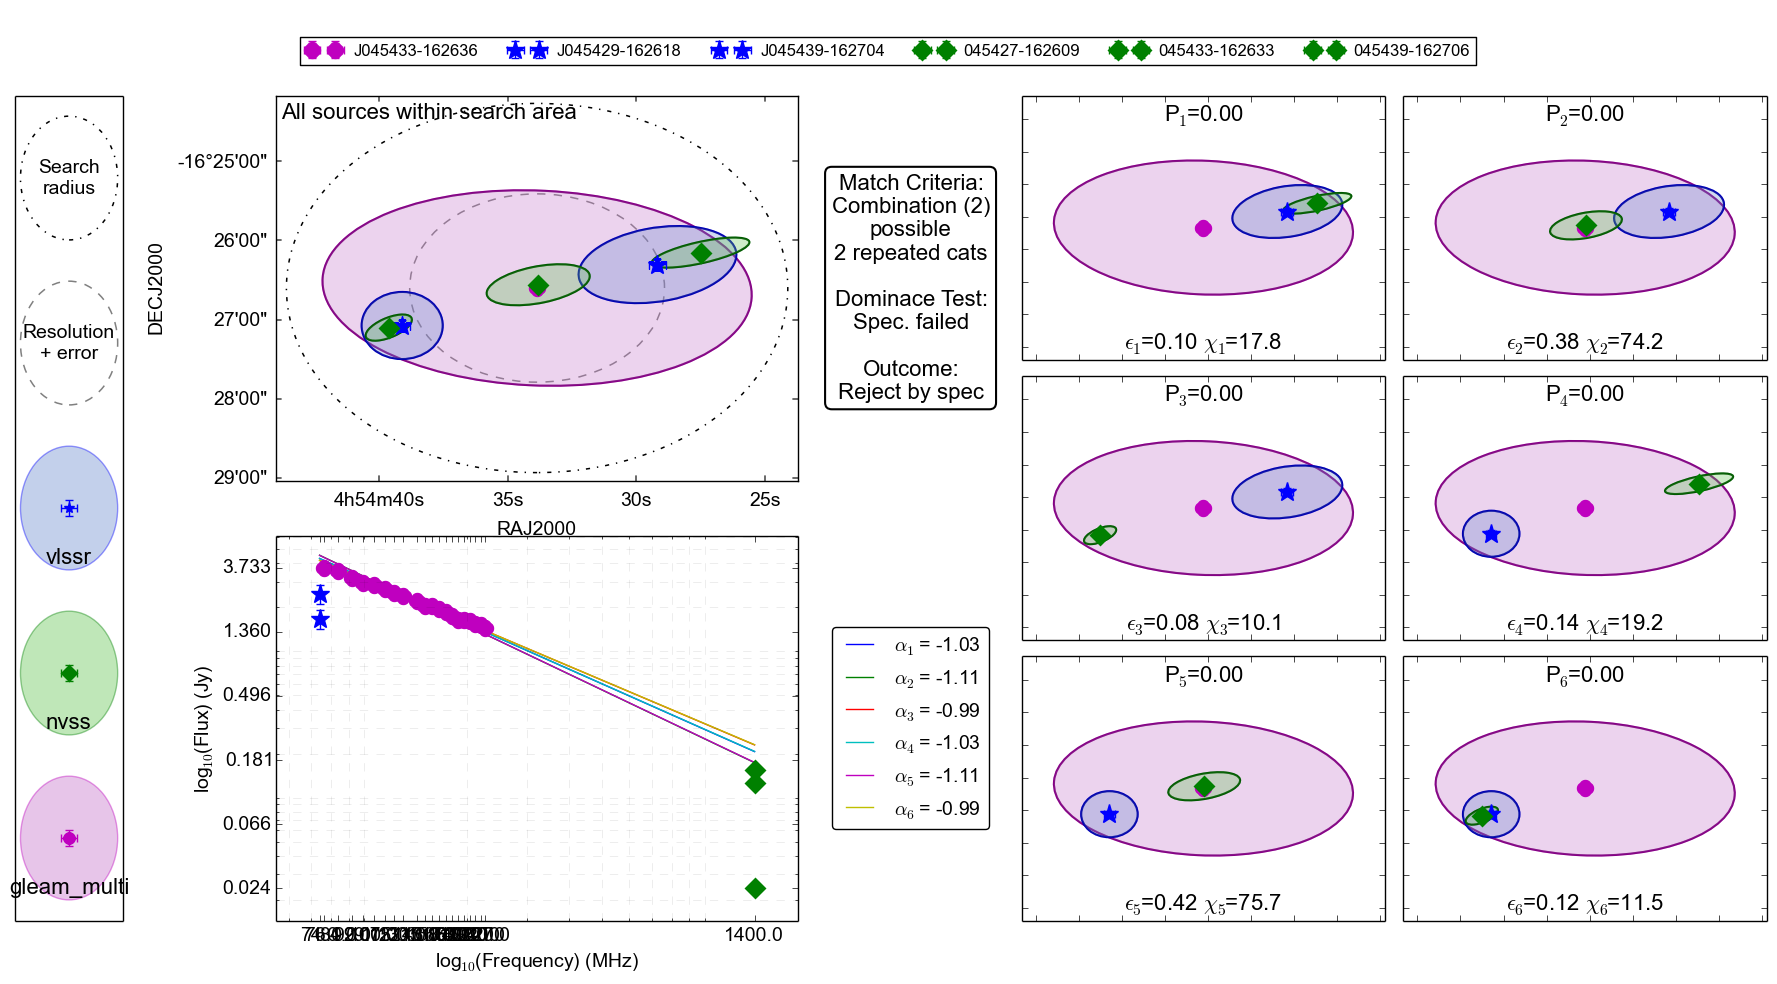 J045433-162636
J045429-162618
J045439-162704
045427-162609
045433-162633
045439-162706
Search
radius
Resolution
+ error
vlssr
nvss
gleam_multi
All sources within search area
DECJ2000
-16°25'00"
26'00"
27'00"
28'00"
29'00"
4h54m40s
35s
30s
25s
RAJ2000
Match Criteria:
Combination (2)
possible
2 repeated cats
Dominace Test:
Spec. failed
Outcome:
Reject by spec
log₁₀(Flux) (Jy)
3.733
1.360
0.496
0.181
0.066
0.024
1400.0
log₁₀(Frequency) (MHz)
α₁ = -1.03
α₂ = -1.11
α₃ = -0.99
α₄ = -1.03
α₅ = -1.11
α₆ = -0.99
P₁=0.00
ϵ₁=0.10 χ₁=17.8
P₂=0.00
ϵ₂=0.38 χ₂=74.2
P₃=0.00
ϵ₃=0.08 χ₃=10.1
P₄=0.00
ϵ₄=0.14 χ₄=19.2
P₅=0.00
ϵ₅=0.42 χ₅=75.7
P₆=0.00
ϵ₆=0.12 χ₆=11.5